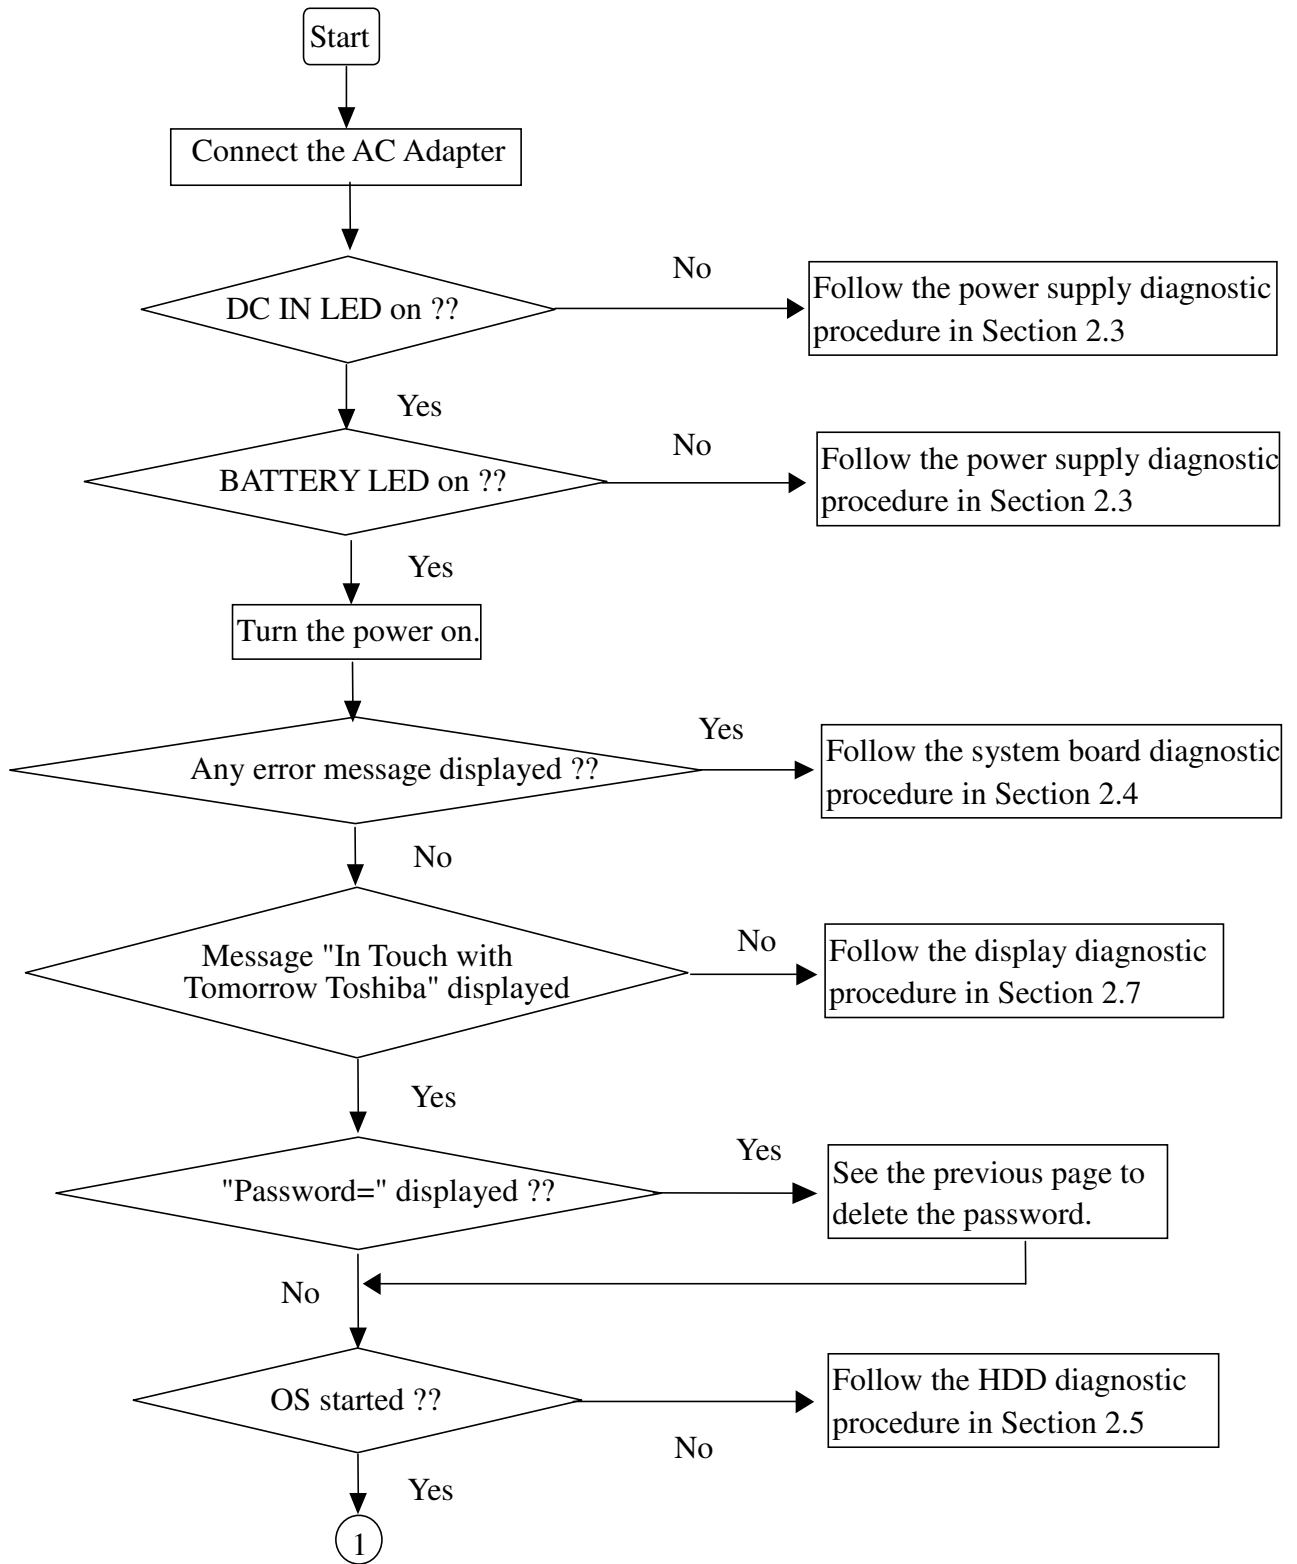 Start
Connect the AC Adapter
No
DC IN LED on ??
Follow the power supply diagnostic
procedure in Section 2.3
Yes
No
BATTERY LED on ??
Follow the power supply diagnostic
procedure in Section 2.3
Yes
Turn the power on.
Yes
Any error message displayed ??
Follow the system board diagnostic
procedure in Section 2.4
No
Message "In Touch with
Tomorrow Toshiba" displayed
No
Follow the display diagnostic
procedure in Section 2.7
Yes
"Password=" displayed ??
Yes
See the previous page to
delete the password.
No
OS started ??
Follow the HDD diagnostic
procedure in Section 2.5
No
Yes
1